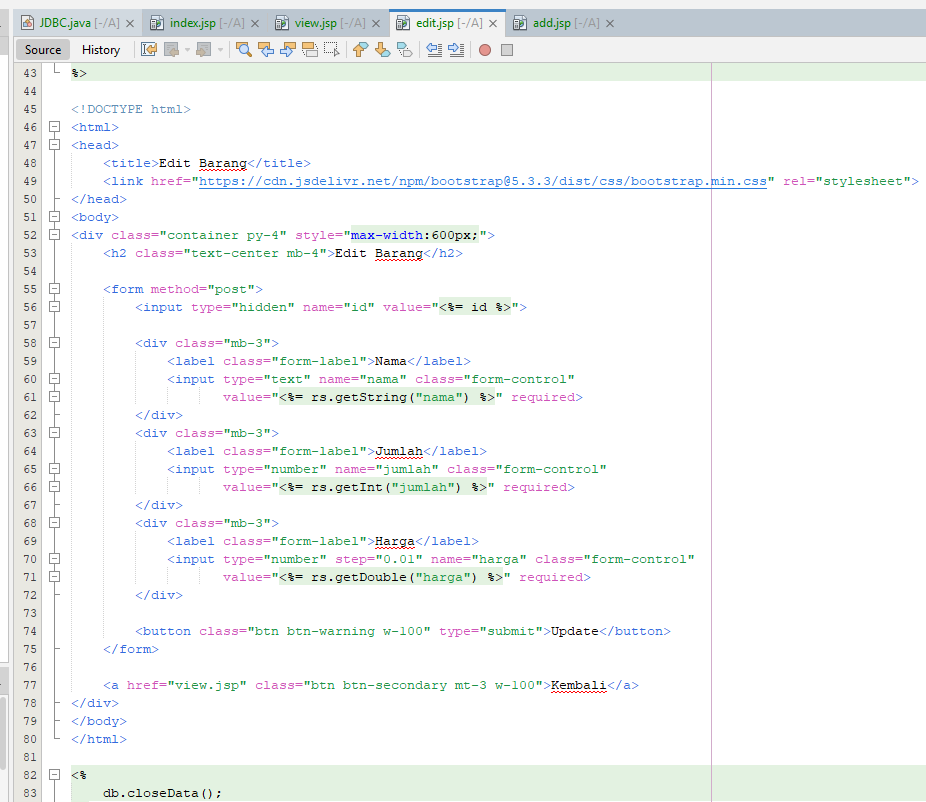 JDBC.java [-/A] index.jsp [-/A] view.jsp [-/A] edit.jsp [-/A] add.jsp [-/A]
Source History
43 %>
44
45 <!DOCTYPE html>
46 <html>
47 <head>
48 <title>Edit Barang</title>
49 <link href="https://cdn.jsdelivr.net/npm/bootstrap@5.3.3/dist/css/bootstrap.min.css" rel="stylesheet">
50 </head>
51 <body>
52 <div class="container py-4" style="max-width:600px;">
53 <h2 class="text-center mb-4">Edit Barang</h2>
54
55 <form method="post">
56 <input type="hidden" name="id" value="<%= id %>">
57
58 <div class="mb-3">
59 <label class="form-label">Nama</label>
60 <input type="text" name="nama" class="form-control"
61 value="<%= rs.getString("nama") %>" required>
62 </div>
63 <div class="mb-3">
64 <label class="form-label">Jumlah</label>
65 <input type="number" name="jumlah" class="form-control"
66 value="<%= rs.getInt("jumlah") %>" required>
67 </div>
68 <div class="mb-3">
69 <label class="form-label">Harga</label>
70 <input type="number" step="0.01" name="harga" class="form-control"
71 value="<%= rs.getDouble("harga") %>" required>
72 </div>
73
74 <button class="btn btn-warning w-100" type="submit">Update</button>
75 </form>
76
77 <a href="view.jsp" class="btn btn-secondary mt-3 w-100">Kembali</a>
78 </div>
79 </body>
80 </html>
81
82 <%
83 db.closeData();